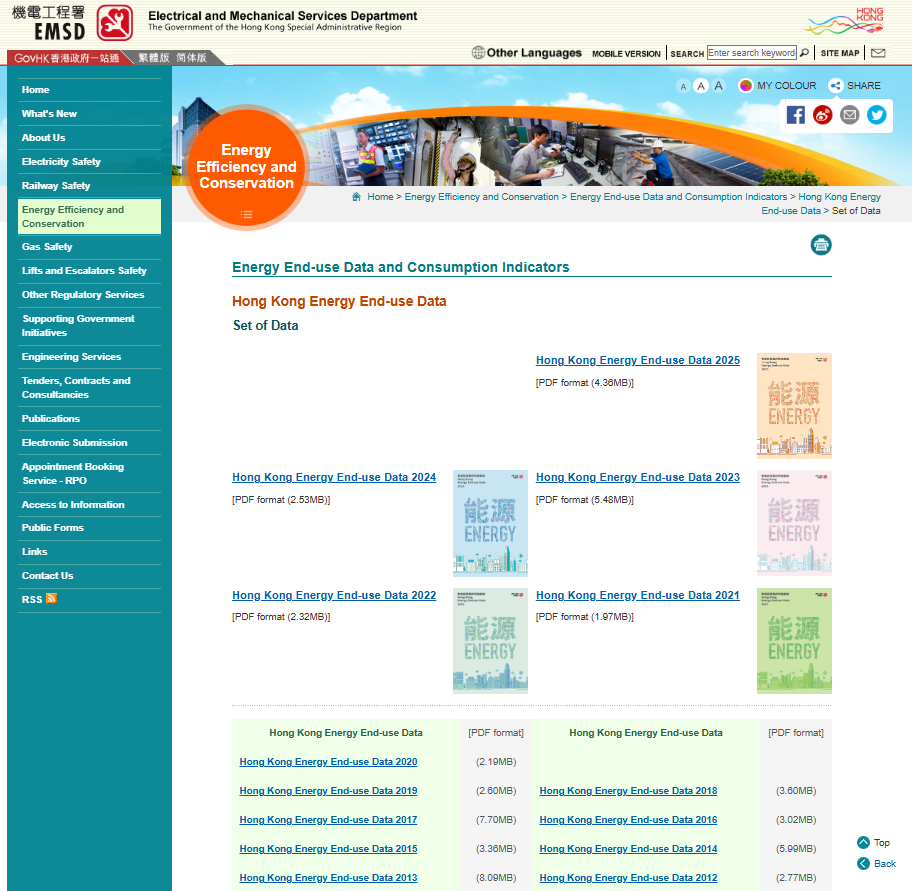 機電工程署
EMSD
Electrical and Mechanical Services Department
The Government of the Hong Kong Special Administrative Region
HONG
KONG
Other Languages
MOBILE VERSION
SEARCH
Enter search keyword
SITE MAP
GovHK香港政府一站通
繁體版
简体版
A A A
MY COLOUR
SHARE
Home
What's New
About Us
Electricity Safety
Railway Safety
Energy Efficiency and
Conservation
Gas Safety
Lifts and Escalators Safety
Other Regulatory Services
Supporting Government
Initiatives
Engineering Services
Tenders, Contracts and
Consultancies
Publications
Electronic Submission
Appointment Booking
Service - RPO
Access to Information
Public Forms
Links
Contact Us
RSS
Energy
Efficiency and
Conservation
Home > Energy Efficiency and Conservation > Energy End-use Data and Consumption Indicators > Hong Kong Energy
End-use Data > Set of Data
Energy End-use Data and Consumption Indicators
Hong Kong Energy End-use Data
Set of Data
Hong Kong Energy End-use Data 2025
[PDF format (4.36MB)]
能源
ENERGY
Hong Kong Energy End-use Data 2024
[PDF format (2.53MB)]
能源
ENERGY
Hong Kong Energy End-use Data 2023
[PDF format (5.48MB)]
能源
ENERGY
Hong Kong Energy End-use Data 2022
[PDF format (2.32MB)]
能源
ENERGY
Hong Kong Energy End-use Data 2021
[PDF format (1.97MB)]
能源
ENERGY
Hong Kong Energy End-use Data [PDF format] Hong Kong Energy End-use Data [PDF format]
Hong Kong Energy End-use Data 2020 (2.19MB)
Hong Kong Energy End-use Data 2019 (2.60MB) Hong Kong Energy End-use Data 2018 (3.60MB)
Hong Kong Energy End-use Data 2017 (7.70MB) Hong Kong Energy End-use Data 2016 (3.02MB)
Hong Kong Energy End-use Data 2015 (3.36MB) Hong Kong Energy End-use Data 2014 (5.99MB)
Hong Kong Energy End-use Data 2013 (8.09MB) Hong Kong Energy End-use Data 2012 (2.77MB)
Top
Back